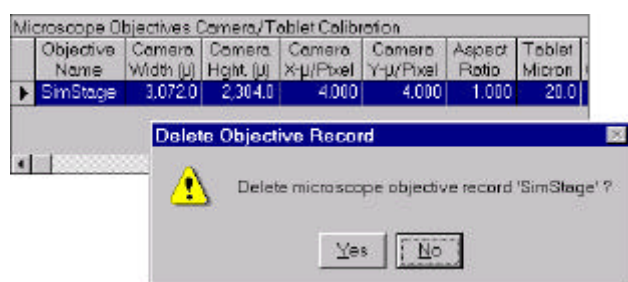 Microscope Objectives Camera/Tablet Calibration
Objective Name Camera Width (µ) Camera Hght. (µ) Camera X-µ/Pixel Camera Y-µ/Pixel Aspect Ratio Tablet Micron
SimStage 3,072.0 2,304.0 4.000 4.000 1.000 20.0
Delete Objective Record
Delete microscope objective record 'SimStage' ?
Yes No